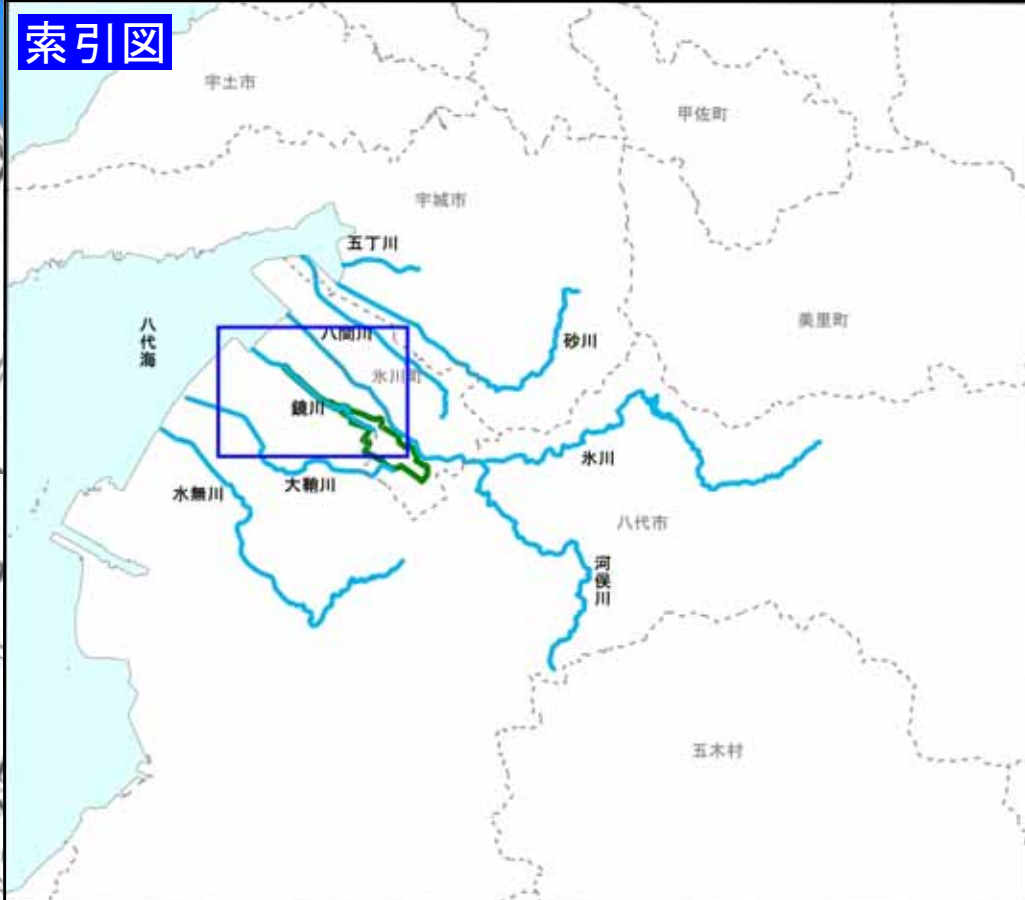 索引図
宇土市
甲佐町
宇城市
五丁川
美里町
八代海
八間川
砂川
氷川町
鏡川
氷川
大鞘川
水無川
八代市
河俣川
五木村